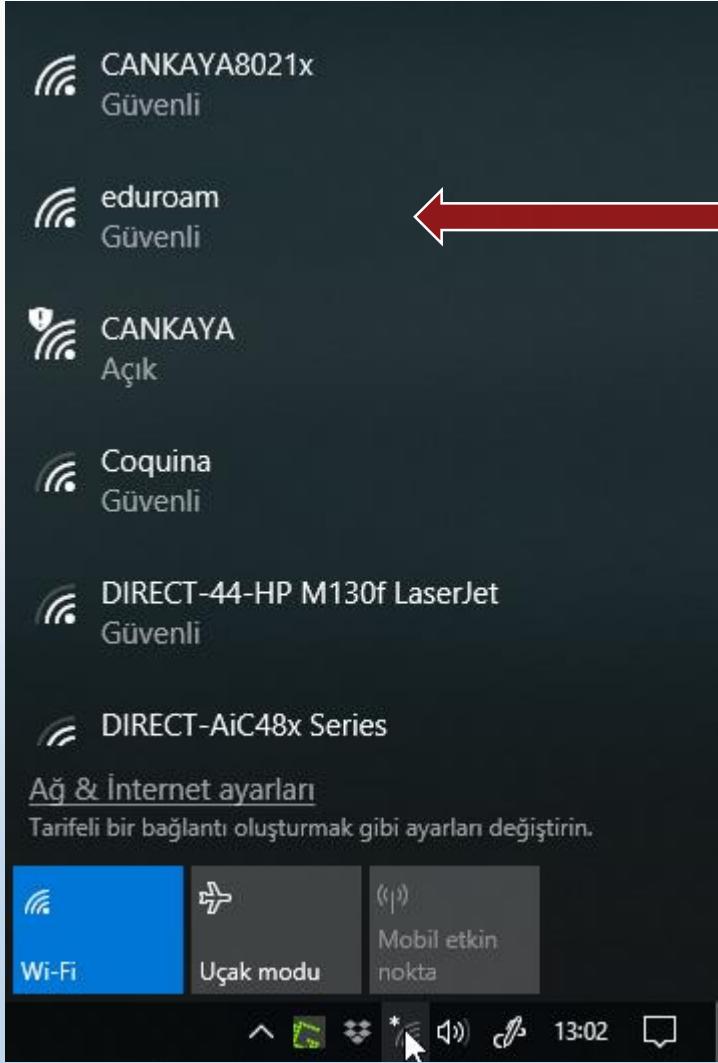 CANKAYA8021x
Güvenli
eduroam
Güvenli
CANKAYA
Açık
Coquina
Güvenli
DIRECT-44-HP M130f LaserJet
Güvenli
DIRECT-AiC48x Series
Ağ & İnternet ayarları
Tarifeli bir bağlantı oluşturmak gibi ayarları değiştirin.
Wi-Fi
Uçak modu
Mobil etkin
nokta
13:02